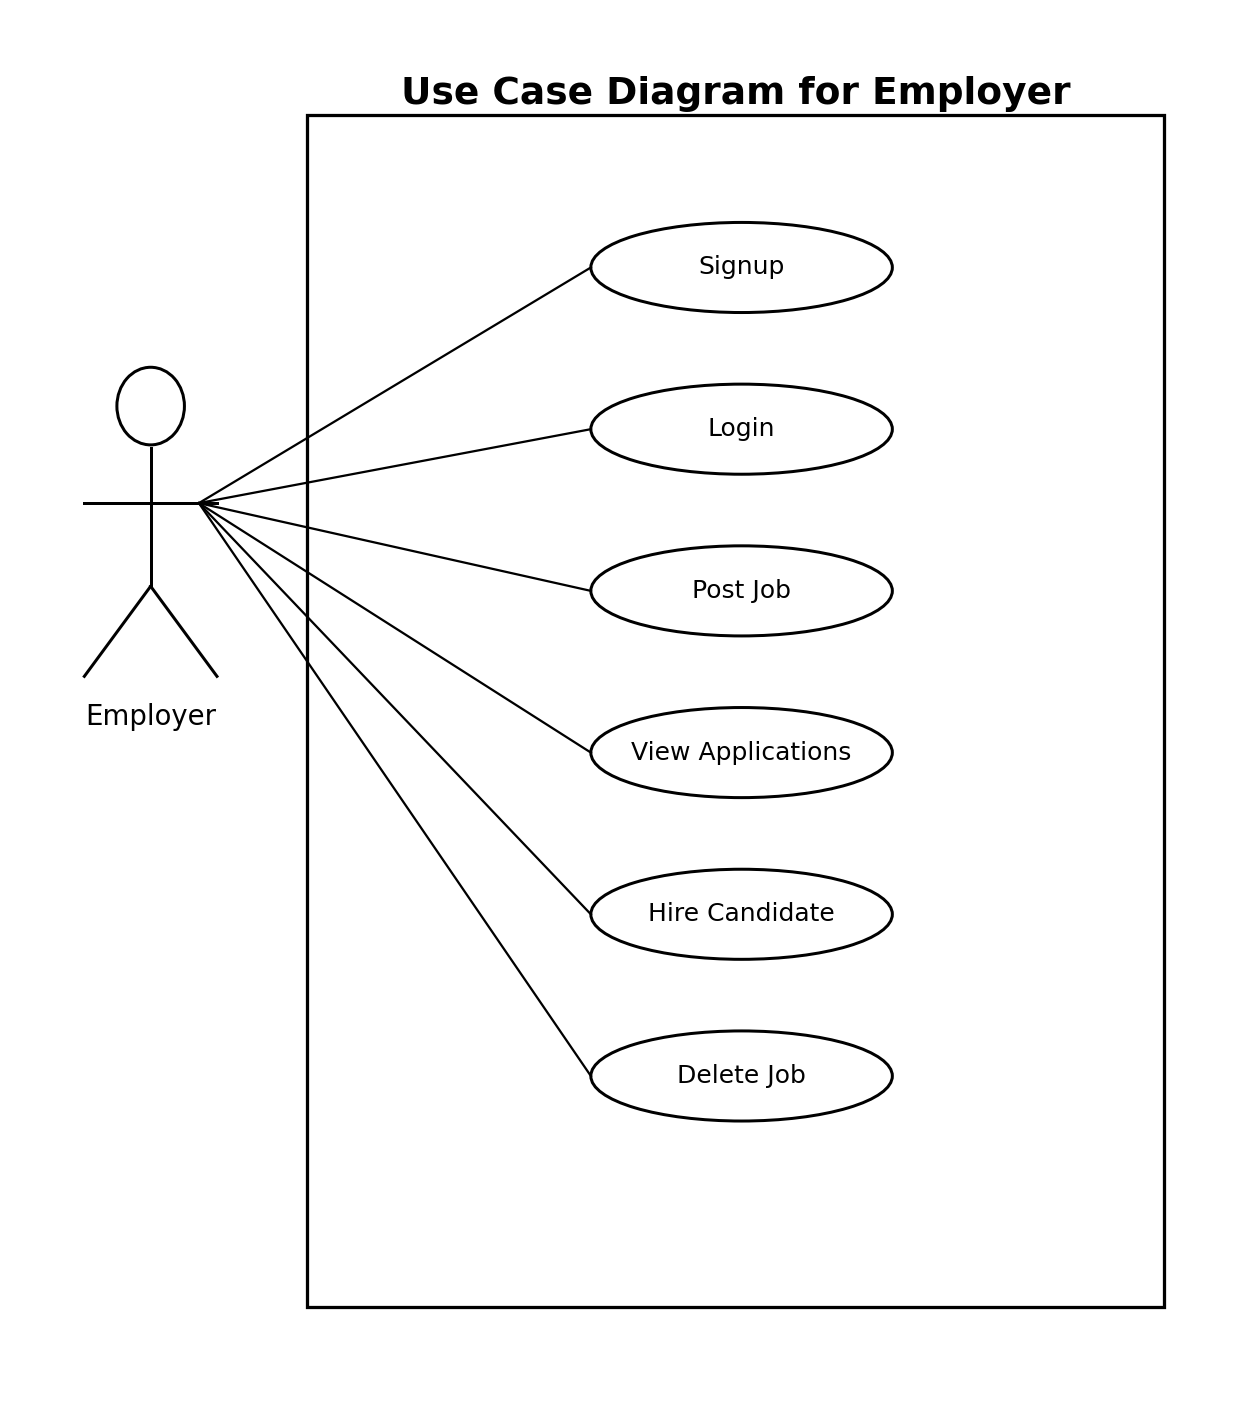 Use Case Diagram for Employer
Signup
Login
Post Job
View Applications
Hire Candidate
Delete Job
Employer